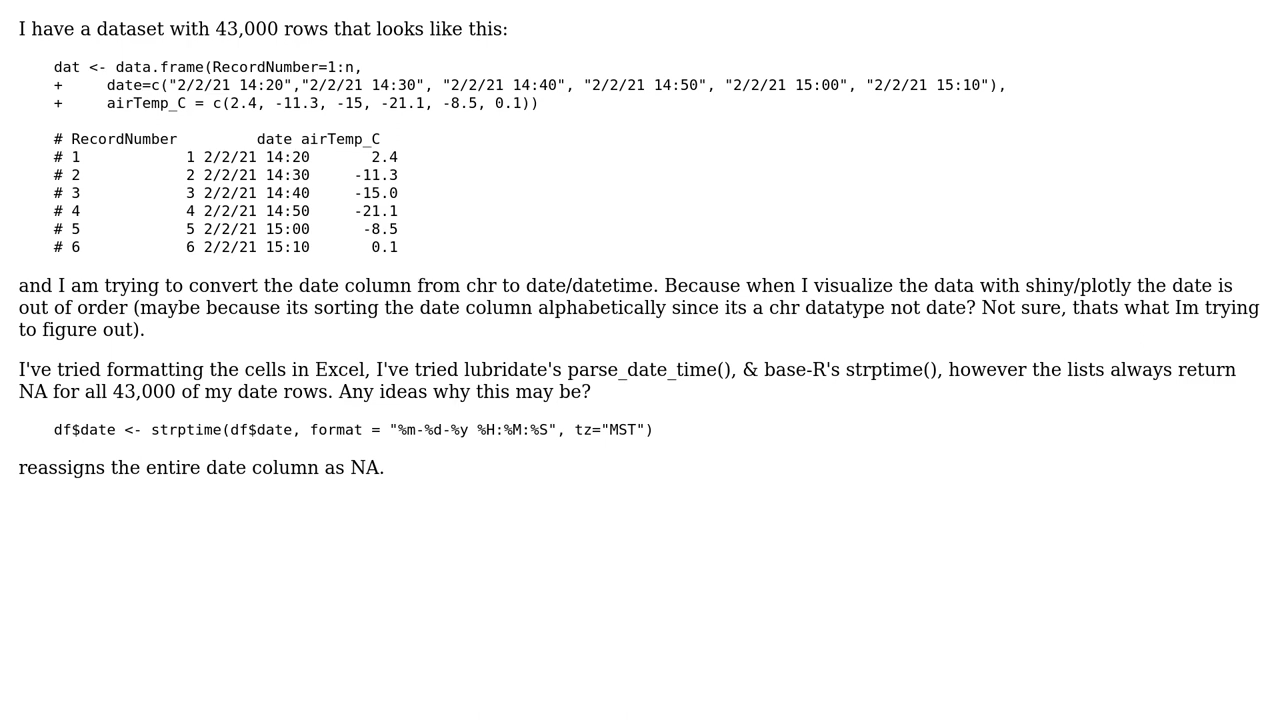 I have a dataset with 43,000 rows that looks like this:
dat <- data.frame(RecordNumber=1:n,
+     date=c("2/2/21 14:20","2/2/21 14:30", "2/2/21 14:40", "2/2/21 14:50", "2/2/21 15:00", "2/2/21 15:10"),
+     airTemp_C = c(2.4, -11.3, -15, -21.1, -8.5, 0.1))
# RecordNumber         date airTemp_C
# 1            1 2/2/21 14:20       2.4
# 2            2 2/2/21 14:30     -11.3
# 3            3 2/2/21 14:40     -15.0
# 4            4 2/2/21 14:50     -21.1
# 5            5 2/2/21 15:00      -8.5
# 6            6 2/2/21 15:10       0.1
and I am trying to convert the date column from chr to date/datetime. Because when I visualize the data with shiny/plotly the date is
out of order (maybe because its sorting the date column alphabetically since its a chr datatype not date? Not sure, thats what Im trying
to figure out).
I've tried formatting the cells in Excel, I've tried lubridate's parse_date_time(), & base-R's strptime(), however the lists always return
NA for all 43,000 of my date rows. Any ideas why this may be?
df$date <- strptime(df$date, format = "%m-%d-%y %H:%M:%S", tz="MST")
reassigns the entire date column as NA.